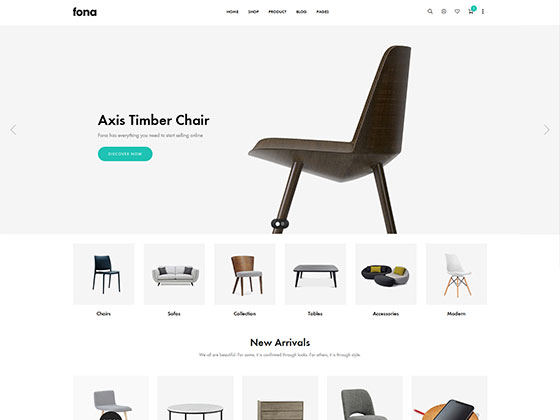 fona
HOME SHOP PRODUCT BLOG PAGES
Axis Timber Chair
Fona has everything you need to start selling online
DISCOVER NOW
Chairs Sofas Collection Tables Accessories Modern
New Arrivals
We all are beautiful. For some, it is confirmed through looks. For others, it is through style.